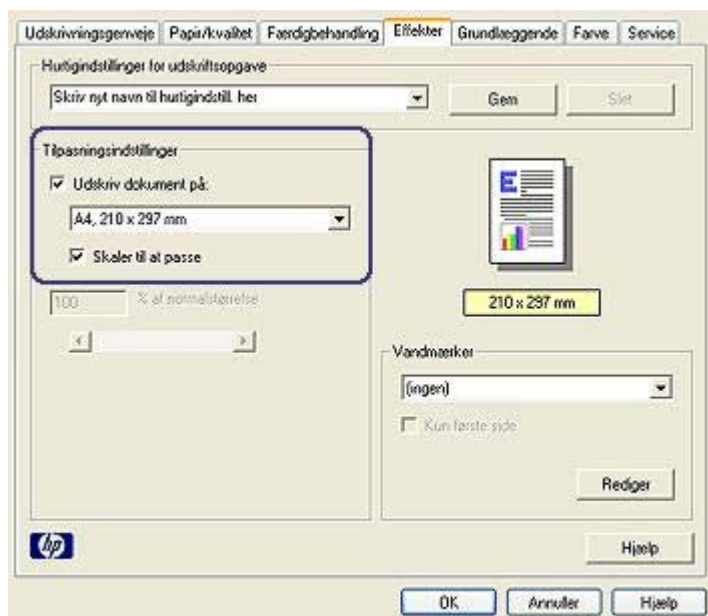 Udskrivningsgenveje Papir/kvalitet Færdigbehandling Effekter Grundlæggende Farve Service
Hurtigindstillinger for udskriftsopgave
Skriv nyt navn til hurtigindstill. her
Gem Slet
Tilpasningsindstillinger
Udskriv dokument på:
A4, 210 x 297 mm
Skaler til at passe
100 % af normalstørrelse
E
210 x 297 mm
Vandmærker
(ingen)
Kun første side
Rediger
hp
Hjælp
OK Annuller Hjælp